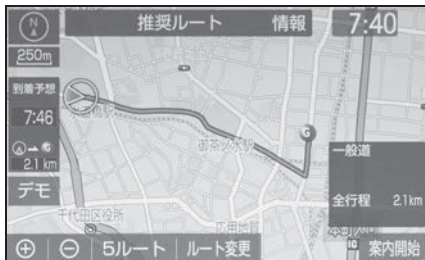 N
推奨ルート 情報 7:40
250m
到着予想
7:46
2.1km
デモ
御茶ノ水駅
G
一般道
全行程 2.1km
千代田区役所
⊕ ⊖ 5ルート ルート変更 案内開始